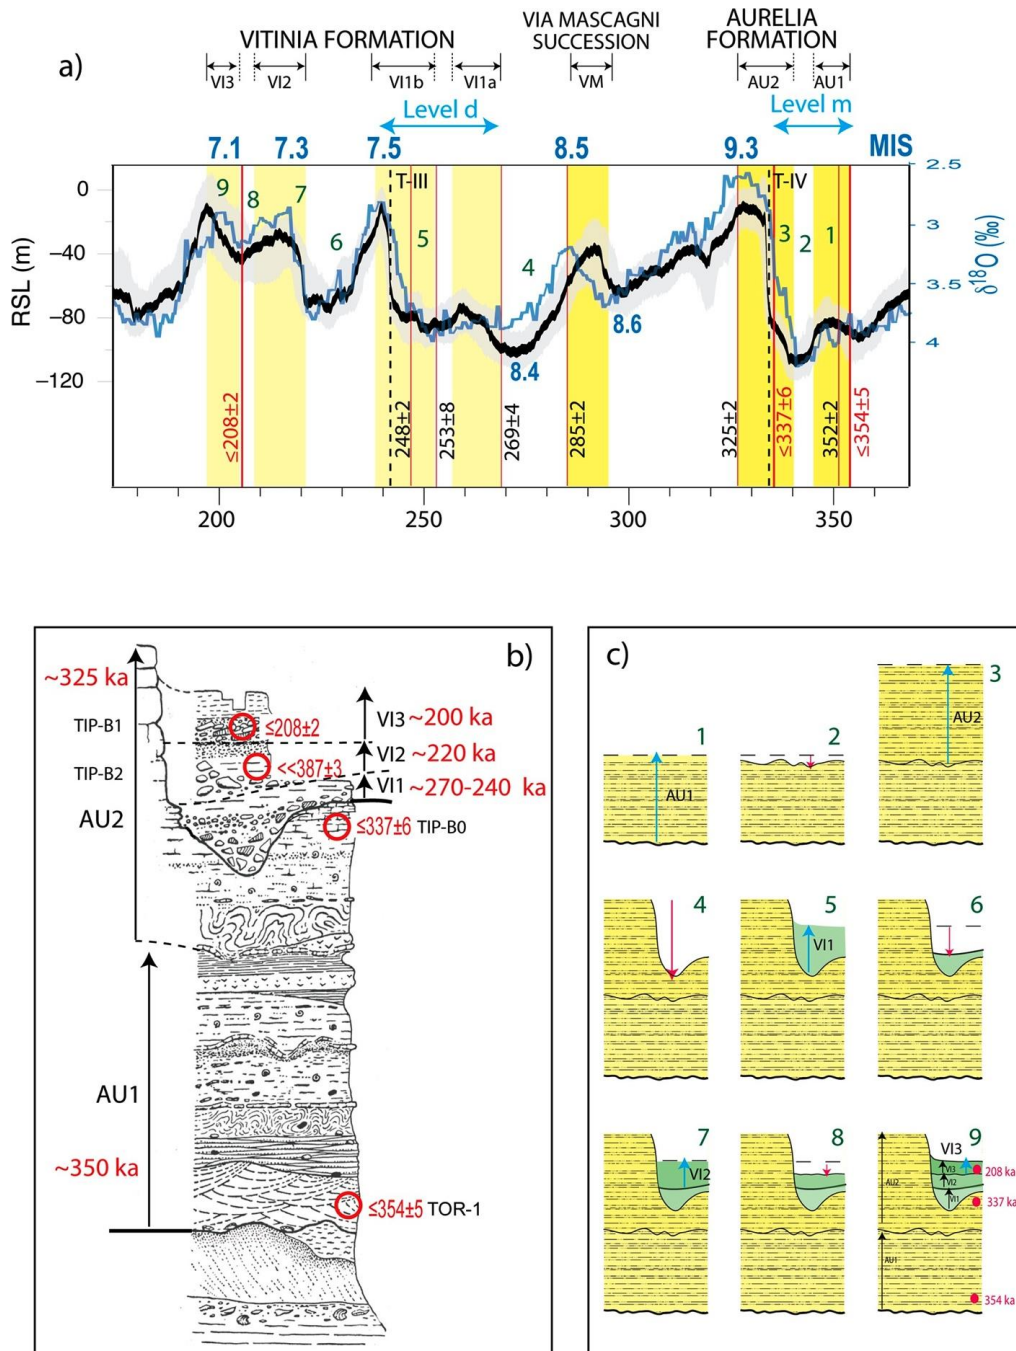 a)
VITINIA FORMATION
VIA MASCAGNI
SUCCESSION
AURELIA
FORMATION
VI3 VI2 VI1b VI1a VM AU2 AU1
Level d Level m
7.1 7.3 7.5 8.5 9.3 MIS
T-III T-IV
9 8 7 6 5 4 3 2 1
8.4 8.6
RSL (m)
0
−40
−80
−120
2.5
3
3.5
4
δ18O (‰)
≤208±2
248±2
253±8
269±4
285±2
325±2
≤337±6
352±2
≤354±5
200 250 300 350
b)
~325 ka
TIP-B1 ≤208±2 VI3 ~200 ka
TIP-B2 <<387±3 VI2 ~220 ka
VI1 ~270-240 ka
AU2 ≤337±6 TIP-B0
AU1
~350 ka
≤354±5 TOR-1
c)
1
AU1
2
3
AU2
4
5
VI1
6
7
VI2
8
9
VI3
VI3
VI2
VI1
AU2
AU1
208 ka
337 ka
354 ka